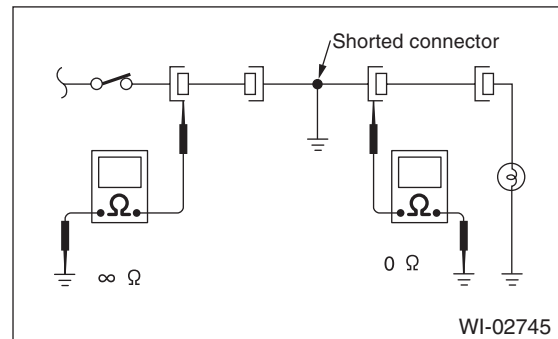 Shorted connector
Ω
Ω
∞ Ω
0 Ω
WI-02745